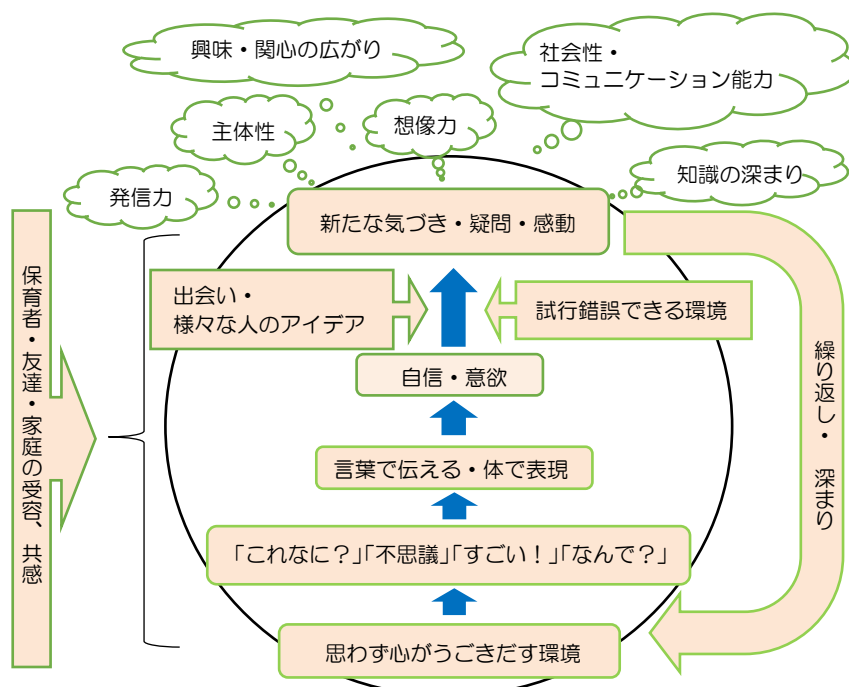 興味・関心の広がり
社会性・
コミュニケーション能力
主体性
想像力
発信力
知識の深まり
新たな気づき・疑問・感動
出会い・
様々な人のアイデア
試行錯誤できる環境
自信・意欲
言葉で伝える・体で表現
「これなに?」「不思議」「すごい!」「なんで?」
思わず心がうごきだす環境
保育者・友達・家庭の受容、共感
繰り返し・ 深まり